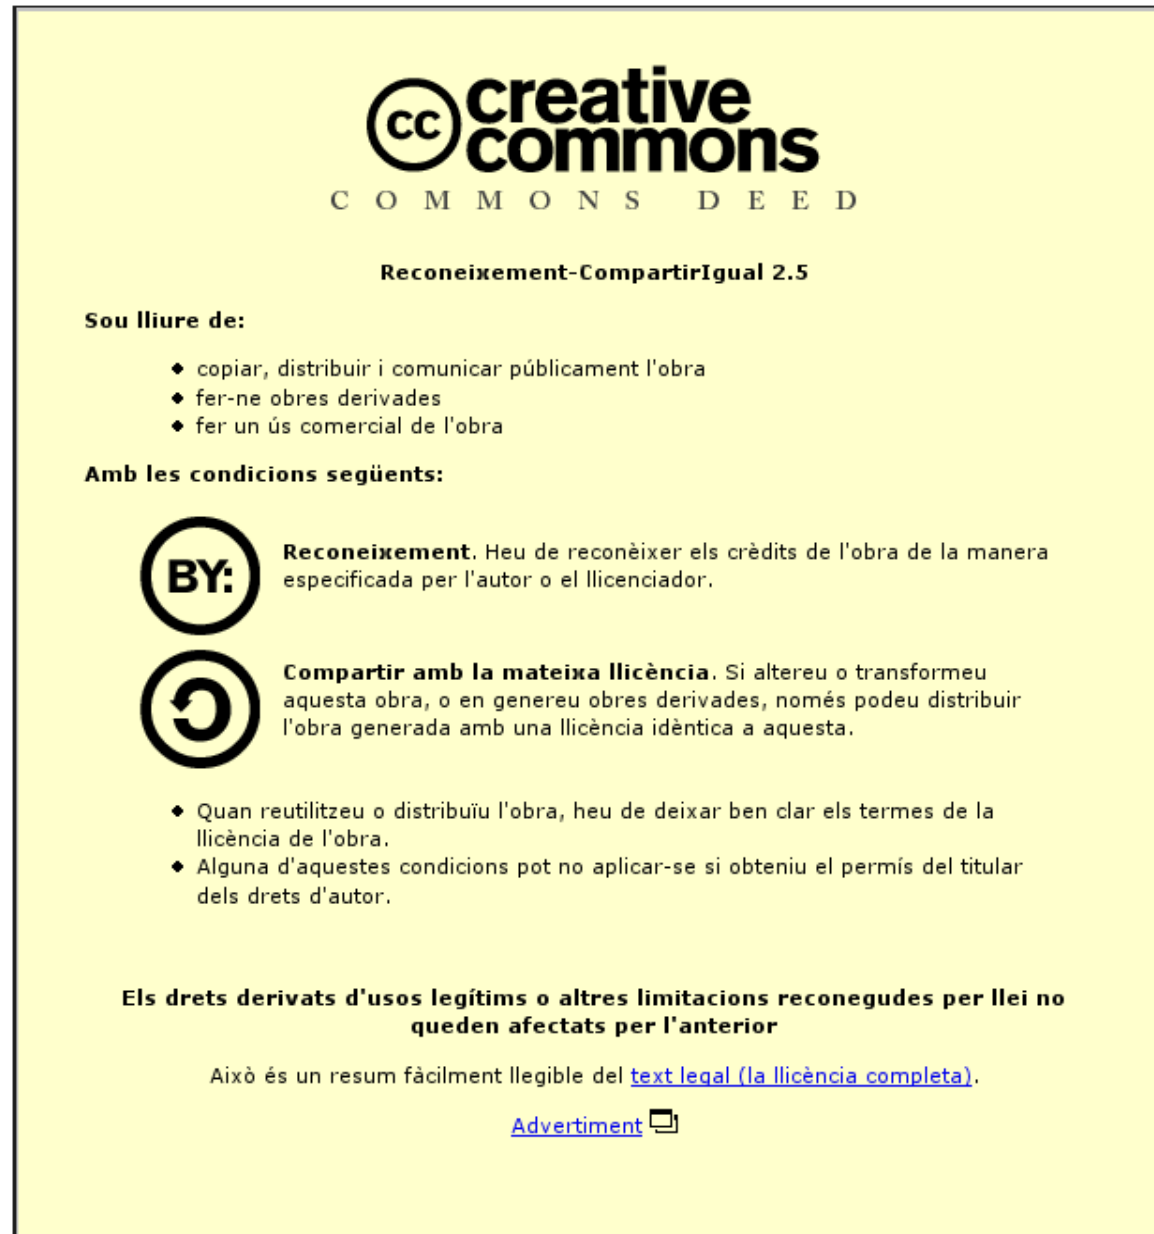 cc creative
commons
COMMONS DEED
Reconeixement-CompartirIgual 2.5
Sou lliure de:
copiar, distribuir i comunicar públicament l'obra
fer-ne obres derivades
fer un ús comercial de l'obra
Amb les condicions següents:
BY:
Reconeixement. Heu de reconèixer els crèdits de l'obra de la manera
especificada per l'autor o el llicenciador.
Compartir amb la mateixa llicència. Si altereu o transformeu
aquesta obra, o en genereu obres derivades, només podeu distribuir
l'obra generada amb una llicència idèntica a aquesta.
Quan reutilitzeu o distribuïu l'obra, heu de deixar ben clar els termes de la
llicència de l'obra.
Alguna d'aquestes condicions pot no aplicar-se si obteniu el permís del titular
dels drets d'autor.
Els drets derivats d'usos legítims o altres limitacions reconegudes per llei no
queden afectats per l'anterior
Això és un resum fàcilment llegible del text legal (la llicència completa).
Advertiment